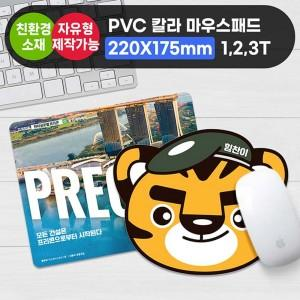 친환경
소재
자유형
제작가능
PVC 칼라 마우스패드
220X175mm 1,2,3T
힘찬이
PREC
모든 건설은
프리콘으로부터 시작된다